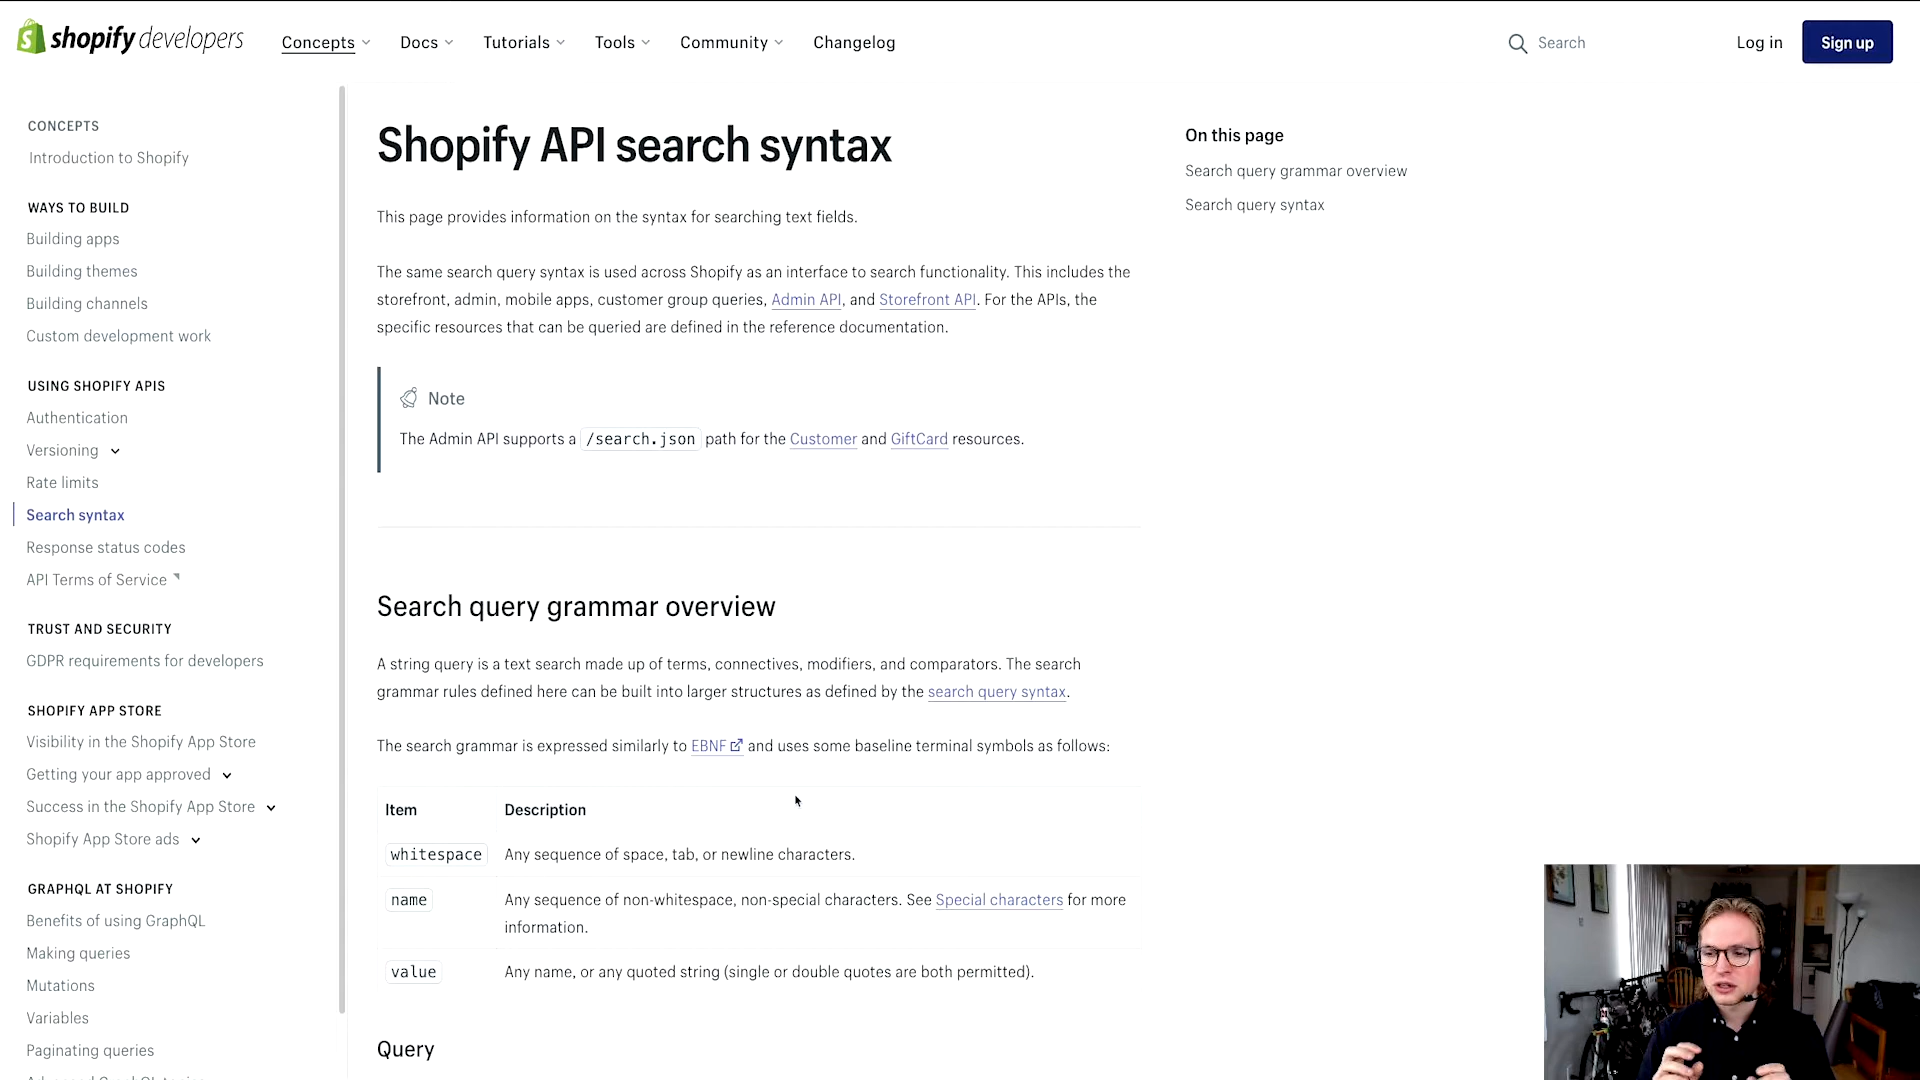 shopify developers
Concepts
Docs
Tutorials
Tools
Community
Changelog
Search
Log in
Sign up
CONCEPTS
Introduction to Shopify
WAYS TO BUILD
Building apps
Building themes
Building channels
Custom development work
USING SHOPIFY APIS
Authentication
Versioning
Rate limits
Search syntax
Response status codes
API Terms of Service
TRUST AND SECURITY
GDPR requirements for developers
SHOPIFY APP STORE
Visibility in the Shopify App Store
Getting your app approved
Success in the Shopify App Store
Shopify App Store ads
GRAPHQL AT SHOPIFY
Benefits of using GraphQL
Making queries
Mutations
Variables
Paginating queries
Shopify API search syntax
This page provides information on the syntax for searching text fields.
The same search query syntax is used across Shopify as an interface to search functionality. This includes the
storefront, admin, mobile apps, customer group queries, Admin API, and Storefront API. For the APIs, the
specific resources that can be queried are defined in the reference documentation.
Note
The Admin API supports a /search.json path for the Customer and GiftCard resources.
Search query grammar overview
A string query is a text search made up of terms, connectives, modifiers, and comparators. The search
grammar rules defined here can be built into larger structures as defined by the search query syntax.
The search grammar is expressed similarly to EBNF and uses some baseline terminal symbols as follows:
Item Description
whitespace Any sequence of space, tab, or newline characters.
name Any sequence of non-whitespace, non-special characters. See Special characters for more
information.
value Any name, or any quoted string (single or double quotes are both permitted).
Query
On this page
Search query grammar overview
Search query syntax